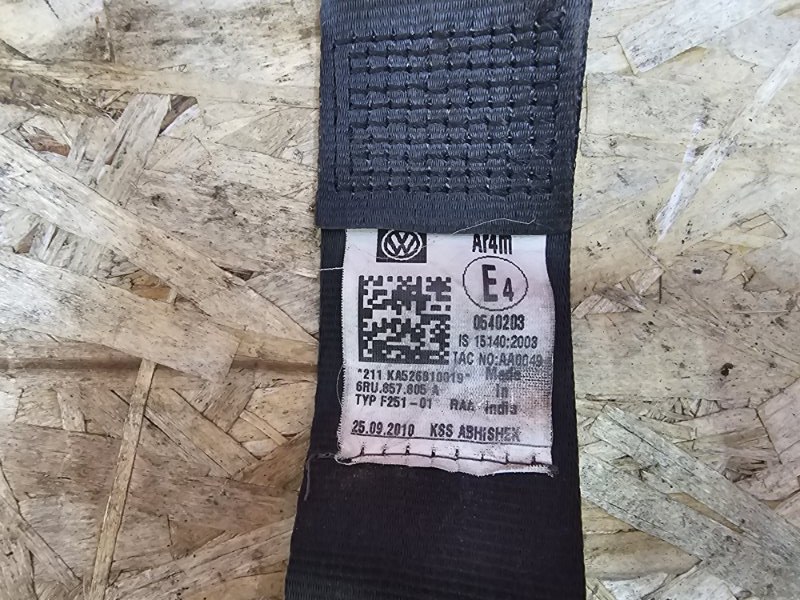 VW
Ar4m
E4
0540203
IS 15140:2003
TAC NO:AA0049
*211 KA526810019* Made
6RU.857.805 A In
TYP F251-01 RAA India
25.09.2010 KSS ABHISHEK